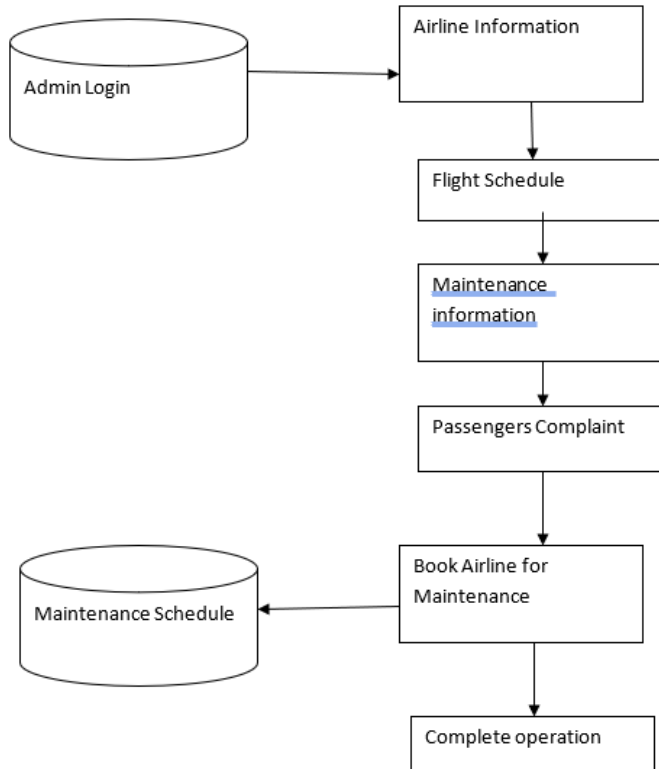 Admin Login
Airline Information
Flight Schedule
Maintenance
information
Passengers Complaint
Book Airline for
Maintenance
Maintenance Schedule
Complete operation